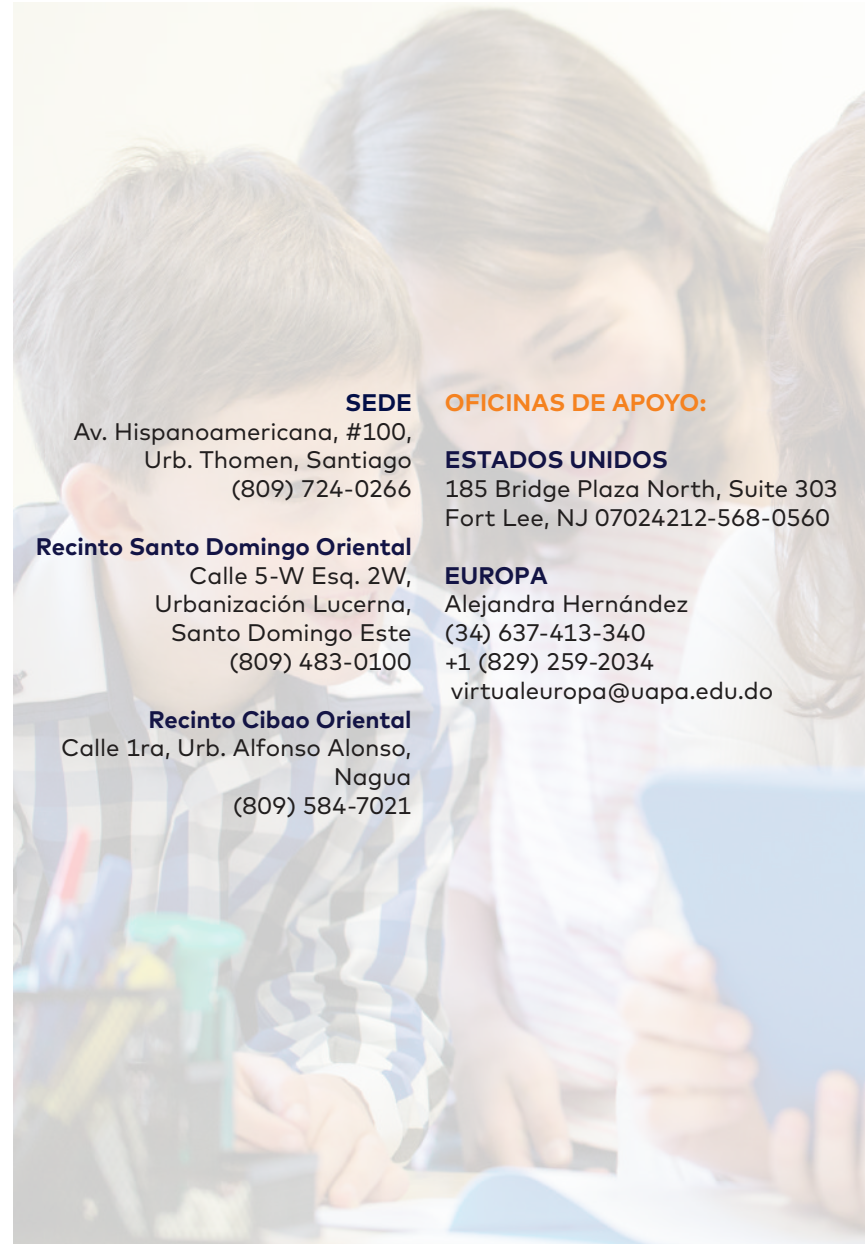 SEDE
Av. Hispanoamericana, #100,
Urb. Thomen, Santiago
(809) 724-0266
Recinto Santo Domingo Oriental
Calle 5-W Esq. 2W,
Urbanización Lucerna,
Santo Domingo Este
(809) 483-0100
Recinto Cibao Oriental
Calle 1ra, Urb. Alfonso Alonso,
Nagua
(809) 584-7021
OFICINAS DE APOYO:
ESTADOS UNIDOS
185 Bridge Plaza North, Suite 303
Fort Lee, NJ 07024212-568-0560
EUROPA
Alejandra Hernández
(34) 637-413-340
+1 (829) 259-2034
virtualeuropa@uapa.edu.do